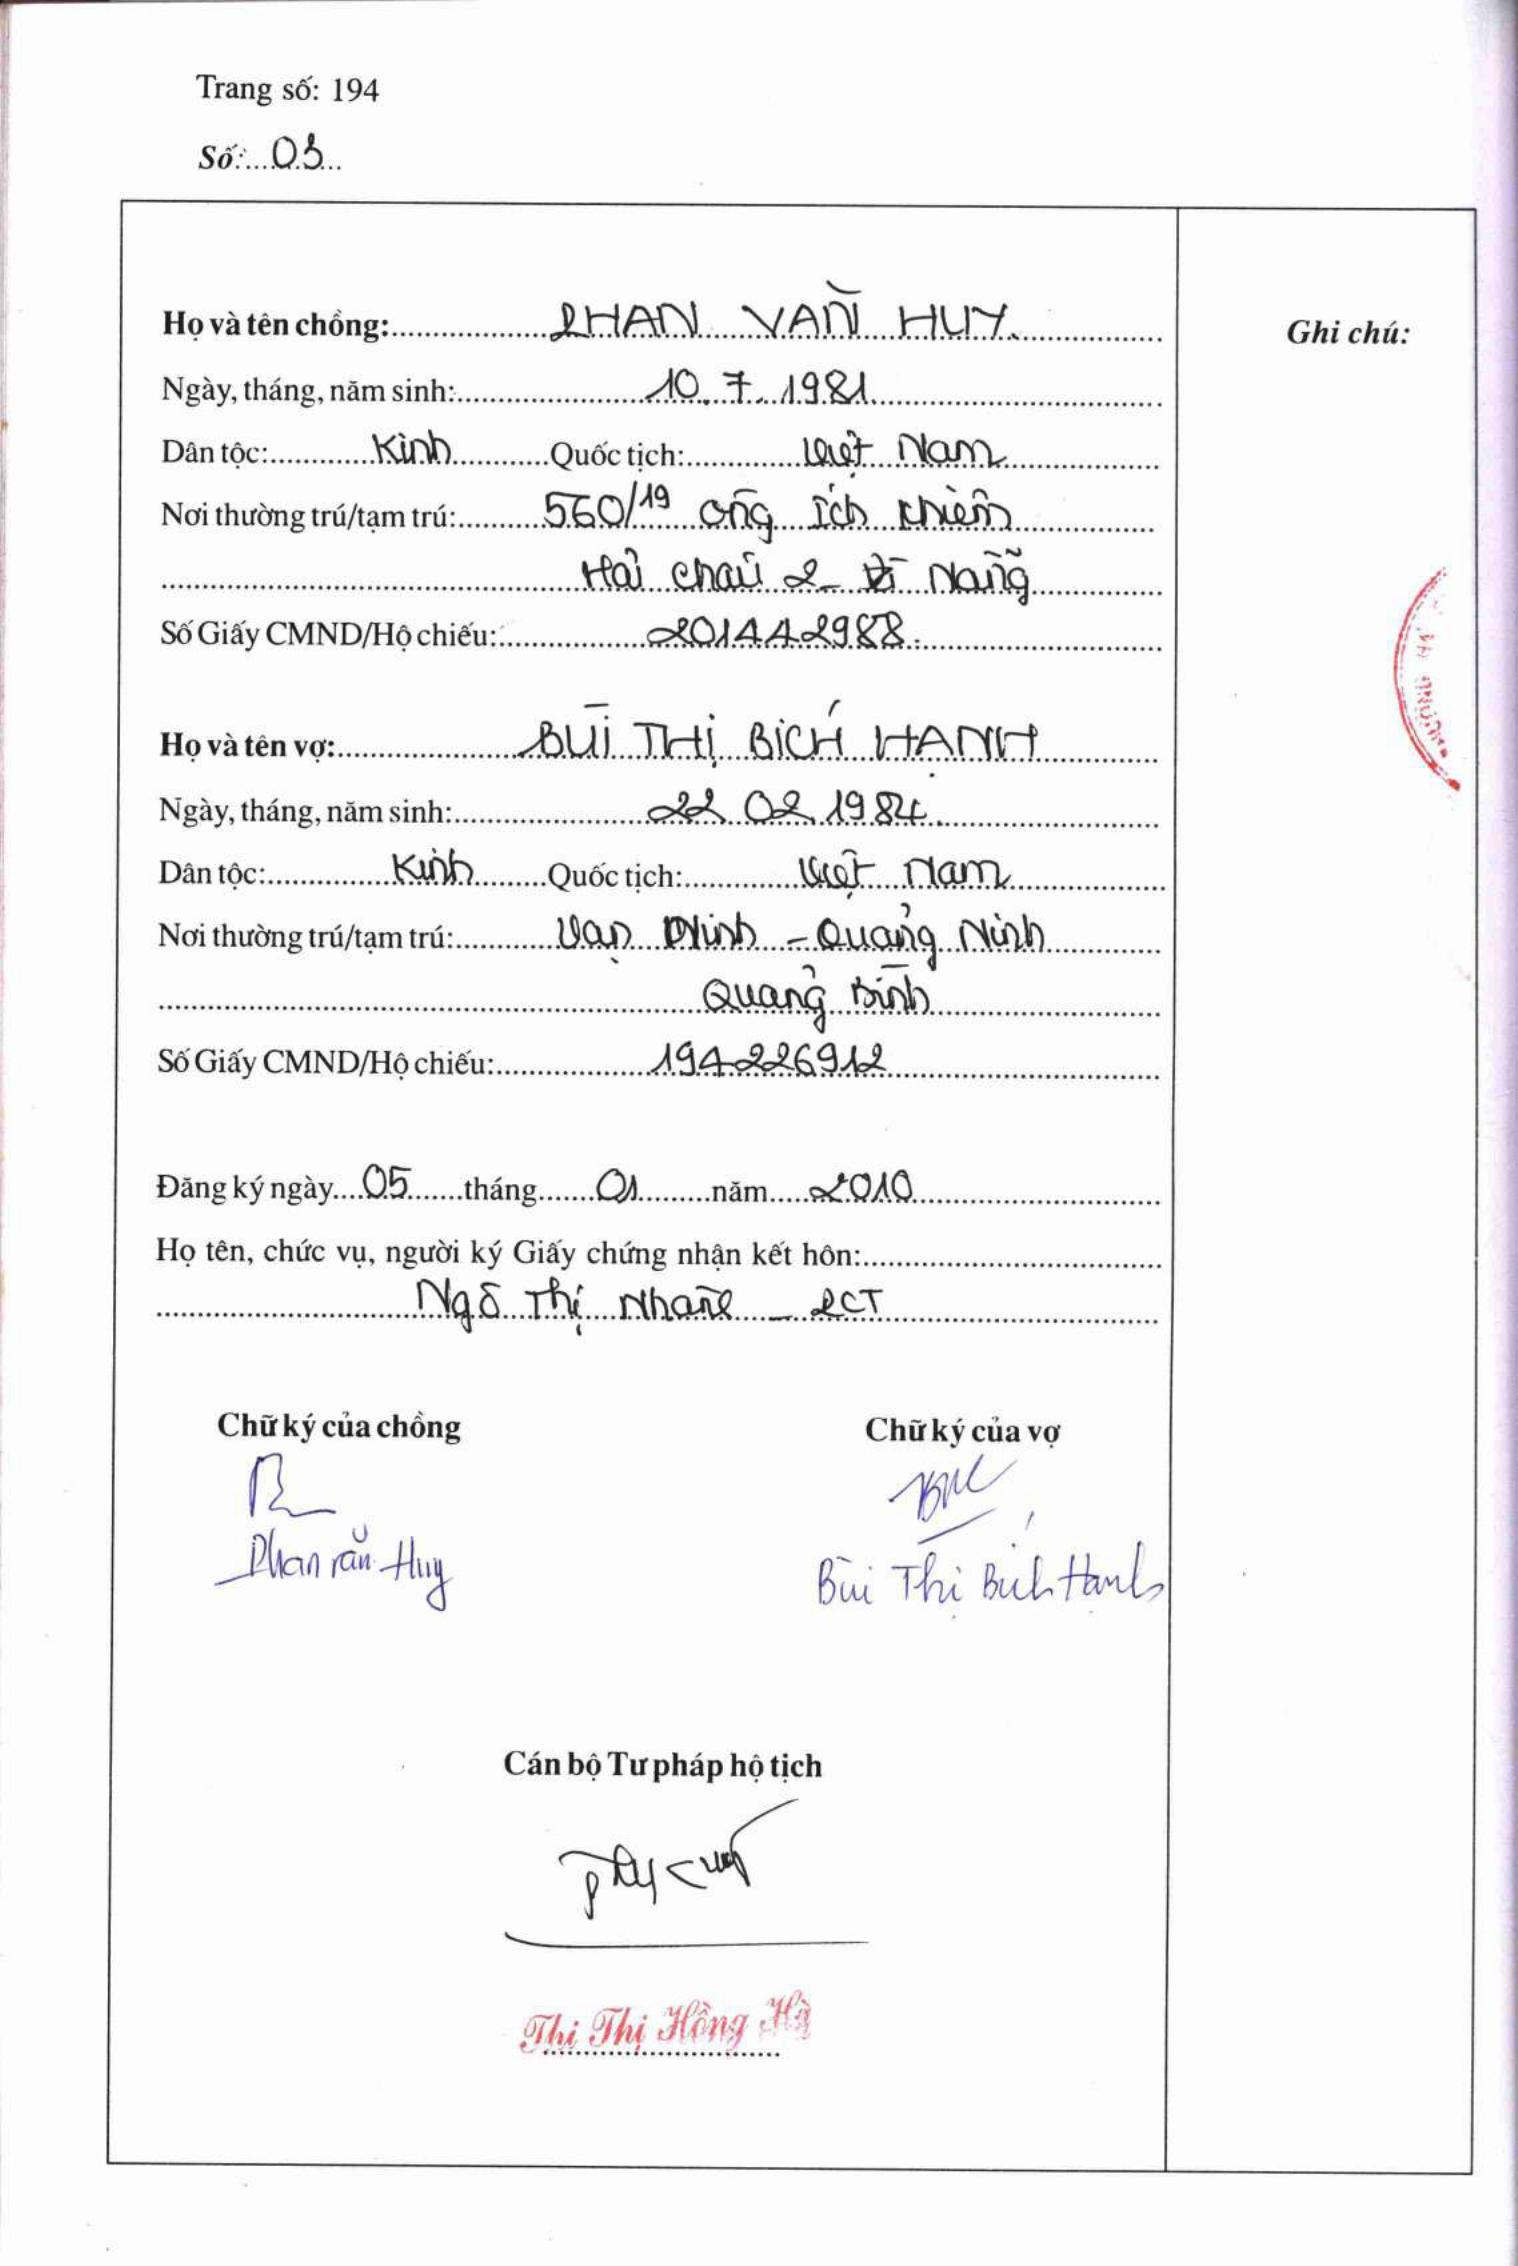 Trang số: 194
Số: 03
Họ và tên chồng: PHAN VĂN HUY
Ghi chú:
Ngày, tháng, năm sinh: 10. 7. 1981
Dân tộc: Kinh Quốc tịch: Việt Nam
Nơi thường trú/tạm trú: 560/19 Ông Ích Khiêm
Hải Châu 2 - Đà Nẵng
Số Giấy CMND/Hộ chiếu: 201442988.
Họ và tên vợ: BÙI THỊ BÍCH HẠNH
Ngày, tháng, năm sinh: 22 02 1984.
Dân tộc: Kinh Quốc tịch: Việt Nam
Nơi thường trú/tạm trú: Vạn Ninh - Quảng Ninh
Quảng Bình
Số Giấy CMND/Hộ chiếu: 194226912
Đăng ký ngày 05 tháng 01 năm 2010
Họ tên, chức vụ, người ký Giấy chứng nhận kết hôn:
Ngô Thị - PCT
Chữ ký của chồng Chữ ký của vợ
Phan Văn Huy Bùi Thị Bích Hạnh
Cán bộ Tư pháp hộ tịch
Thi Thị Hồng Hà